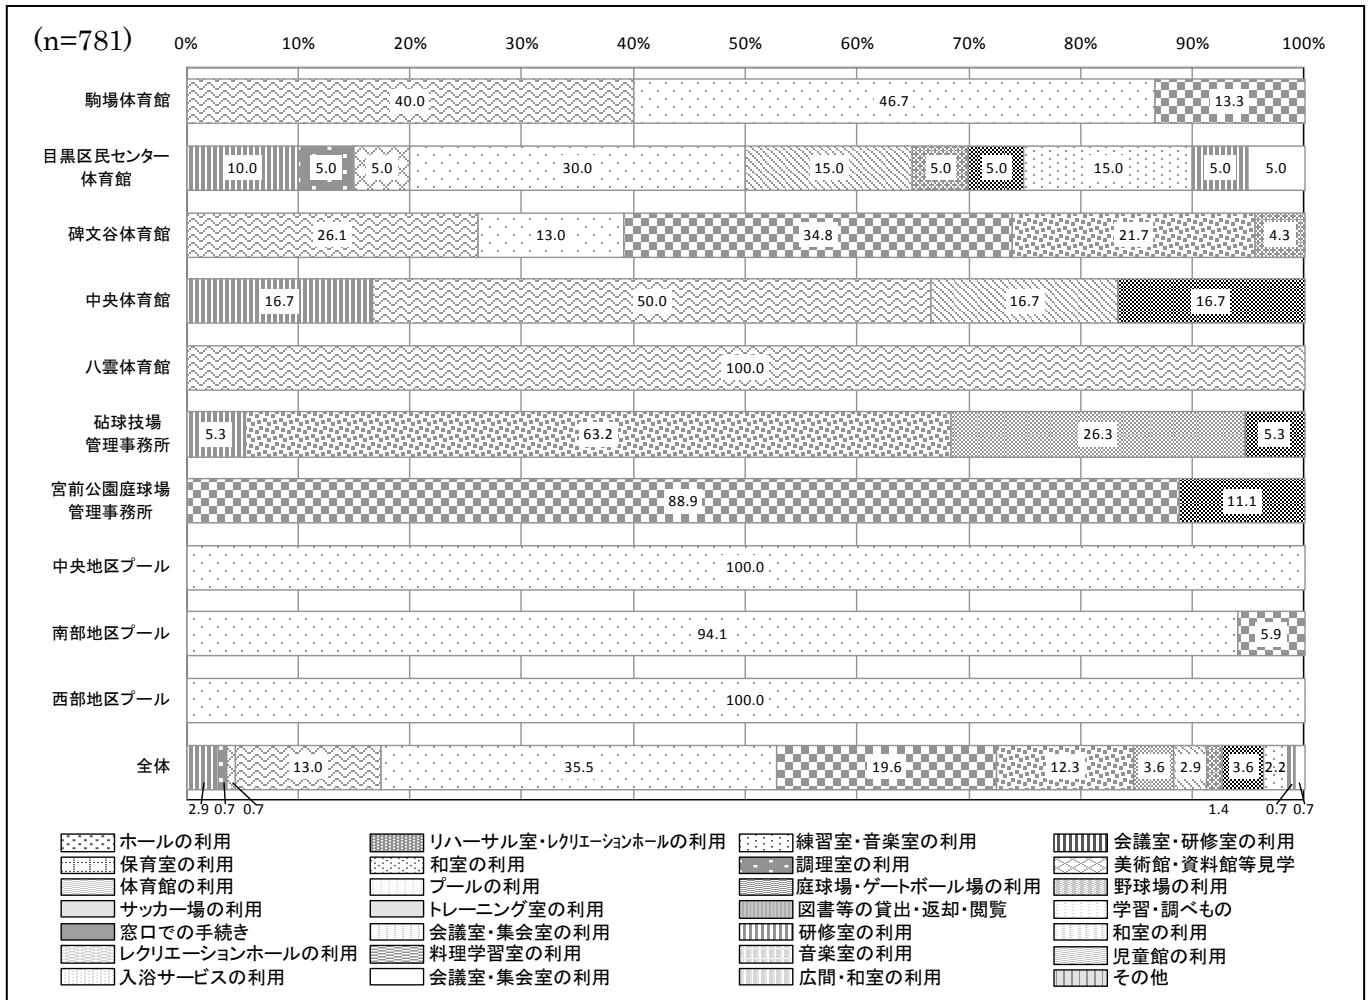 (n=781)
0% 10% 20% 30% 40% 50% 60% 70% 80% 90% 100%
駒場体育館 40.0 46.7 13.3
目黒区民センター
体育館 10.0 5.0 5.0 30.0 15.0 5.0 5.0 15.0 5.0 5.0
碑文谷体育館 26.1 13.0 34.8 21.7 4.3
中央体育館 16.7 50.0 16.7 16.7
八雲体育館 100.0
砧球技場
管理事務所 5.3 63.2 26.3 5.3
宮前公園庭球場
管理事務所 88.9 11.1
中央地区プール 100.0
南部地区プール 94.1 5.9
西部地区プール 100.0
全体 13.0 35.5 19.6 12.3 3.6 2.9 3.6 2.2
2.9 0.7 0.7 1.4 0.7 0.7
ホールの利用 リハーサル室・レクリエーションホールの利用 練習室・音楽室の利用 会議室・研修室の利用
保育室の利用 和室の利用 調理室の利用 美術館・資料館等見学
体育館の利用 プールの利用 庭球場・ゲートボール場の利用 野球場の利用
サッカー場の利用 トレーニング室の利用 図書等の貸出・返却・閲覧 学習・調べもの
窓口での手続き 会議室・集会室の利用 研修室の利用 和室の利用
レクリエーションホールの利用 料理学習室の利用 音楽室の利用 児童館の利用
入浴サービスの利用 会議室・集会室の利用 広間・和室の利用 その他